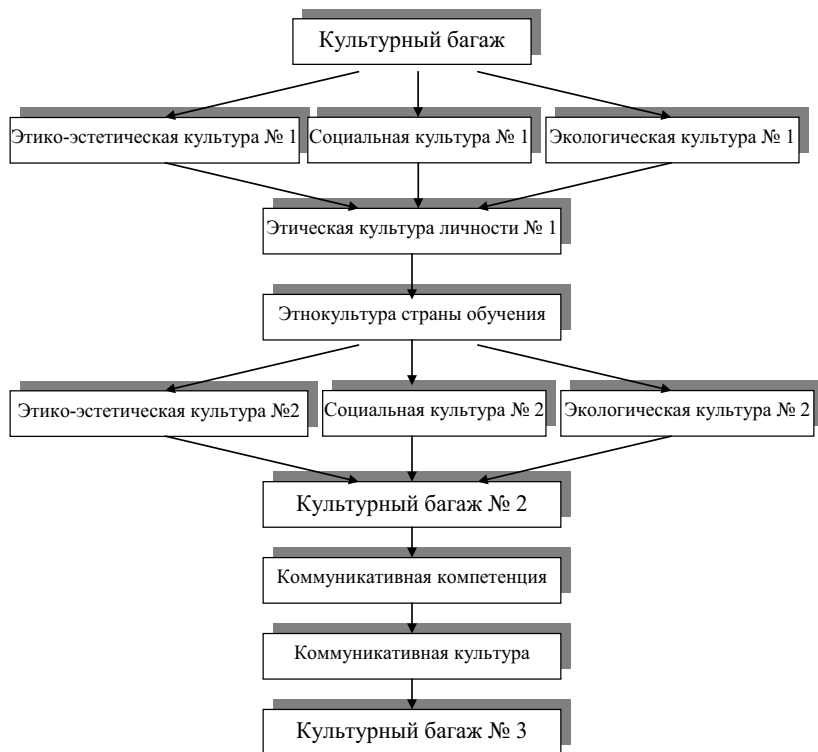 Культурный багаж
Этико-эстетическая культура № 1
Социальная культура № 1
Экологическая культура № 1
Этическая культура личности № 1
Этнокультура страны обучения
Этико-эстетическая культура №2
Социальная культура № 2
Экологическая культура № 2
Культурный багаж № 2
Коммуникативная компетенция
Коммуникативная культура
Культурный багаж № 3